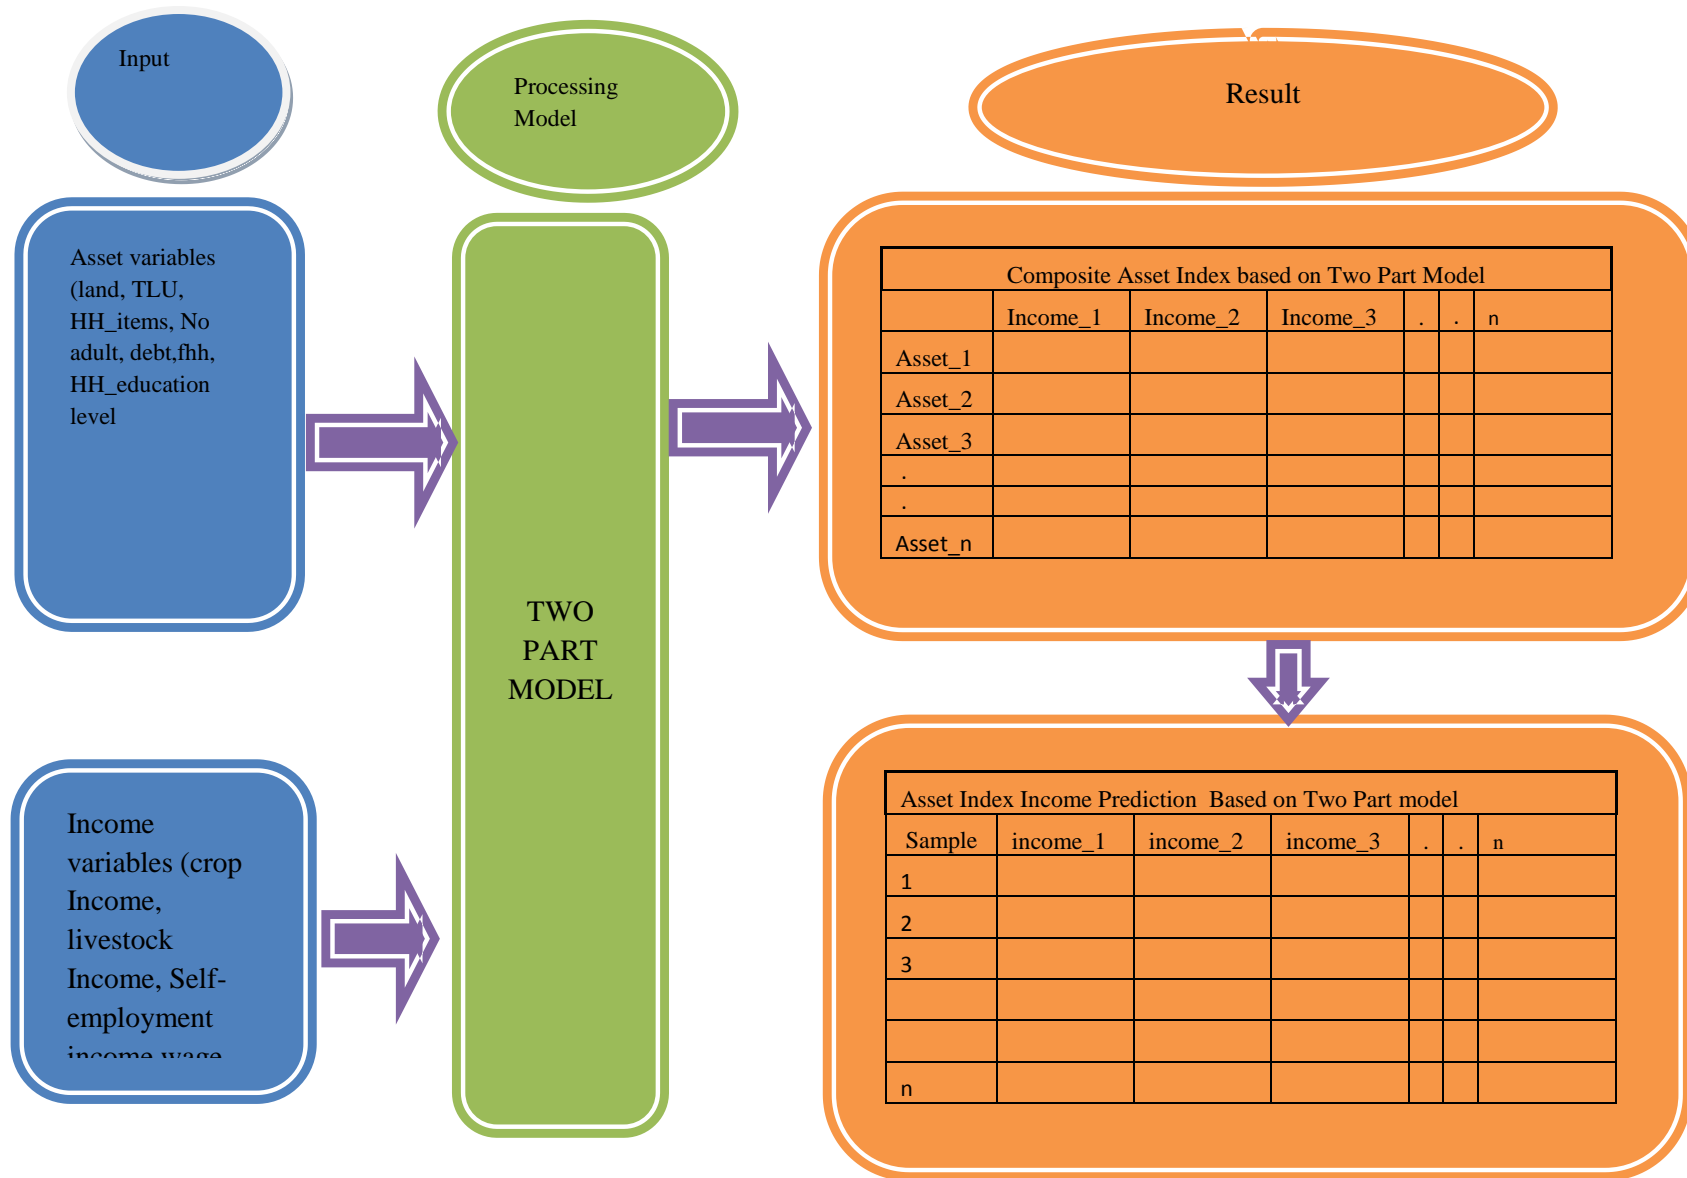 Input
Processing
Model
Result
Asset variables
(land, TLU,
HH_items, No
adult, debt,fhh,
HH_education
level
Income
variables (crop
Income,
livestock
Income, Self-
employment
income wage
TWO
PART
MODEL
Composite Asset Index based on Two Part Model
Income_1 Income_2 Income_3 . . n
Asset_1
Asset_2
Asset_3
.
.
Asset_n
Asset Index Income Prediction Based on Two Part model
Sample income_1 income_2 income_3 . . n
1
2
3
n